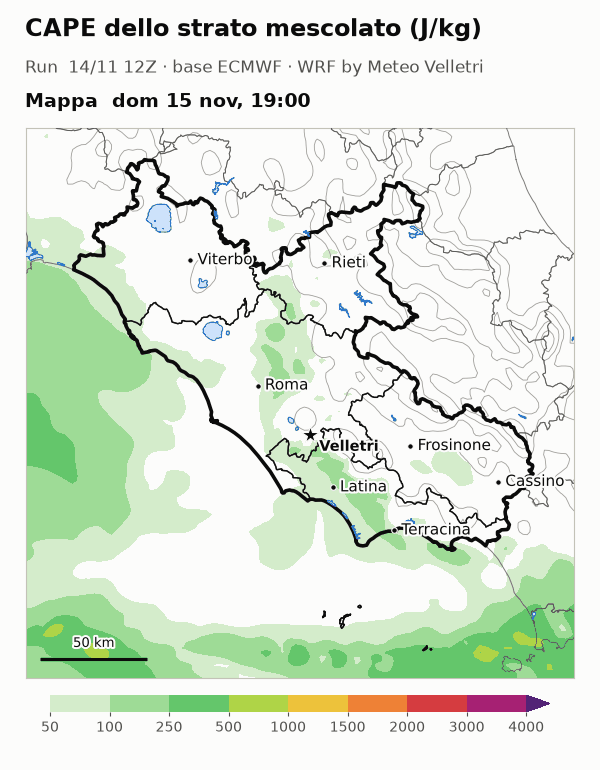 CAPE dello strato mescolato (J/kg)
Run  14/11 12Z · base ECMWF · WRF by Meteo Velletri
Mappa  dom 15 nov, 19:00
Viterbo
Rieti
Roma
Velletri
Frosinone
Cassino
Latina
Terracina
50 km
50 100 250 500 1000 1500 2000 3000 4000